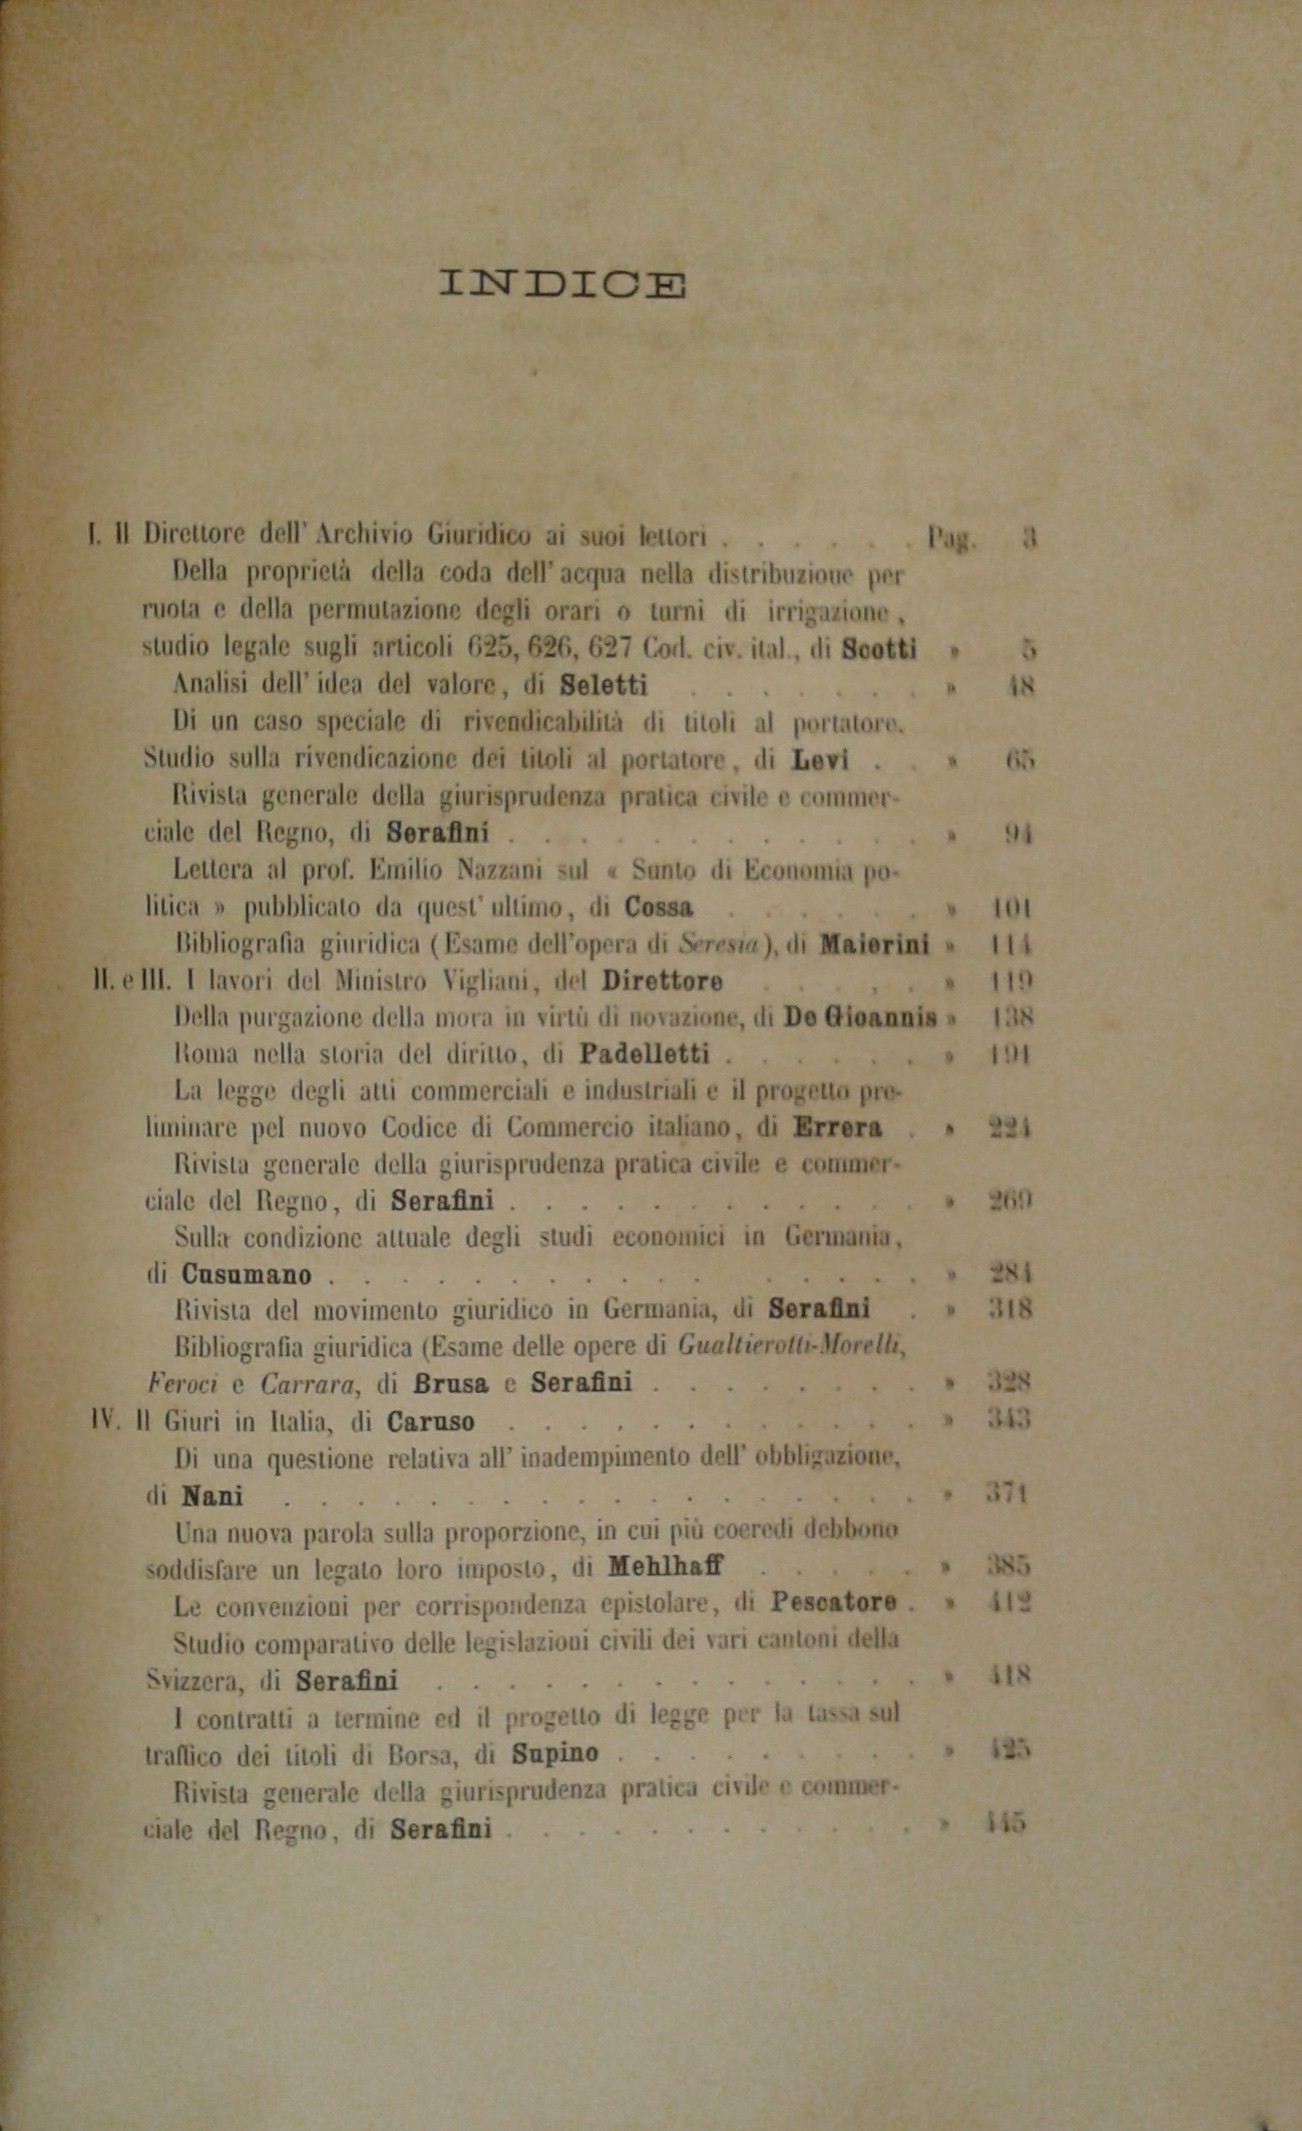 INDICE
I. Il Direttore dell' Archivio Giuridico ai suoi lettori . . . . . . Pag. 3
Della proprietà della coda dell' acqua nella distribuzione per
ruota e della permutazione degli orari o turni di irrigazione,
studio legale sugli articoli 625, 626, 627 Cod. civ. ital., di Scotti » 5
Analisi dell' idea del valore, di Seletti . . . . . . . » 48
Di un caso speciale di rivendicabilità di titoli al portatore.
Studio sulla rivendicazione dei titoli al portatore, di Levi . . » 65
Rivista generale della giurisprudenza pratica civile e commer-
ciale del Regno, di Serafini . . . . . . . . . . . . » 94
Lettera al prof. Emilio Nazzani sul « Sunto di Economia po-
litica » pubblicato da quest' ultimo, di Cossa . . . . . . » 101
Bibliografia giuridica (Esame dell'opera di Seresia), di Maierini » 114
II. e III. I lavori del Ministro Vigliani, del Direttore . . . . . » 119
Della purgazione della mora in virtù di novazione, di De Gioannis » 138
Roma nella storia del diritto, di Padelletti . . . . . . » 191
La legge degli atti commerciali e industriali e il progetto pre-
liminare pel nuovo Codice di Commercio italiano, di Errera . » 224
Rivista generale della giurisprudenza pratica civile e commer-
ciale del Regno, di Serafini . . . . . . . . . . . . » 269
Sulla condizione attuale degli studi economici in Germania,
di Cusumano . . . . . . . . . . . . . . . . » 284
Rivista del movimento giuridico in Germania, di Serafini . » 318
Bibliografia giuridica (Esame delle opere di Gualtierotti-Morelli,
Feroci e Carrara, di Brusa e Serafini . . . . . . . . » 328
IV. Il Giurì in Italia, di Caruso . . . . . . . . . . . . » 343
Di una questione relativa all' inadempimento dell' obbligazione,
di Nani . . . . . . . . . . . . . . . . . . » 371
Una nuova parola sulla proporzione, in cui più coeredi debbono
soddisfare un legato loro imposto, di Mehlhaff . . . . . » 385
Le convenzioni per corrispondenza epistolare, di Pescatore . » 412
Studio comparativo delle legislazioni civili dei vari cantoni della
Svizzera, di Serafini . . . . . . . . . . . . . . » 418
I contratti a termine ed il progetto di legge per la tassa sul
traffico dei titoli di Borsa, di Supino . . . . . . . . . » 425
Rivista generale della giurisprudenza pratica civile e commer-
ciale del Regno, di Serafini . . . . . . . . . . . . » 445